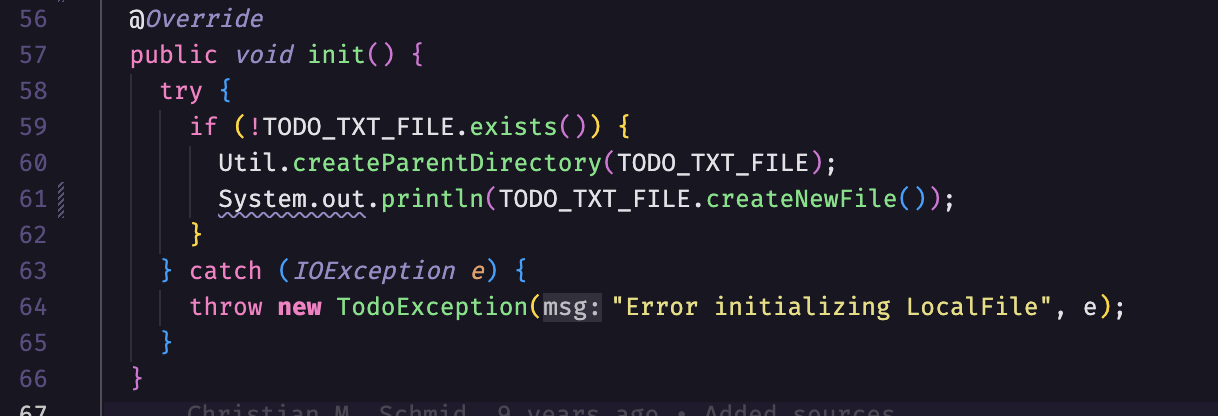 56 @Override
57 public void init() {
58 try {
59 if (!TODO_TXT_FILE.exists()) {
60 Util.createParentDirectory(TODO_TXT_FILE);
61 System.out.println(TODO_TXT_FILE.createNewFile());
62 }
63 } catch (IOException e) {
64 throw new TodoException(msg: "Error initializing LocalFile", e);
65 }
66 }
67 Christian M. Schmid, 9 years ago • Added sources